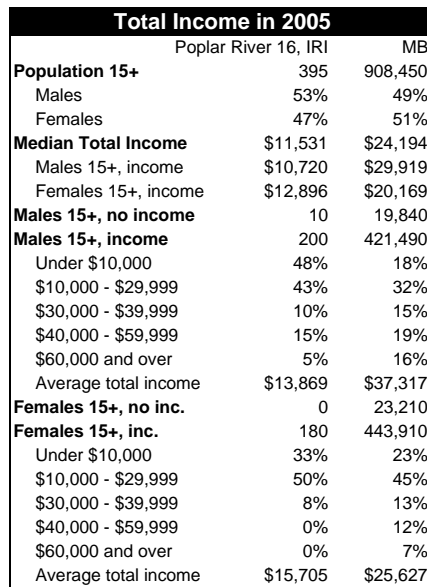 Total Income in 2005
Poplar River 16, IRI MB
Population 15+ 395 908,450
Males 53% 49%
Females 47% 51%
Median Total Income $11,531 $24,194
Males 15+, income $10,720 $29,919
Females 15+, income $12,896 $20,169
Males 15+, no income 10 19,840
Males 15+, income 200 421,490
Under $10,000 48% 18%
$10,000 - $29,999 43% 32%
$30,000 - $39,999 10% 15%
$40,000 - $59,999 15% 19%
$60,000 and over 5% 16%
Average total income $13,869 $37,317
Females 15+, no inc. 0 23,210
Females 15+, inc. 180 443,910
Under $10,000 33% 23%
$10,000 - $29,999 50% 45%
$30,000 - $39,999 8% 13%
$40,000 - $59,999 0% 12%
$60,000 and over 0% 7%
Average total income $15,705 $25,627